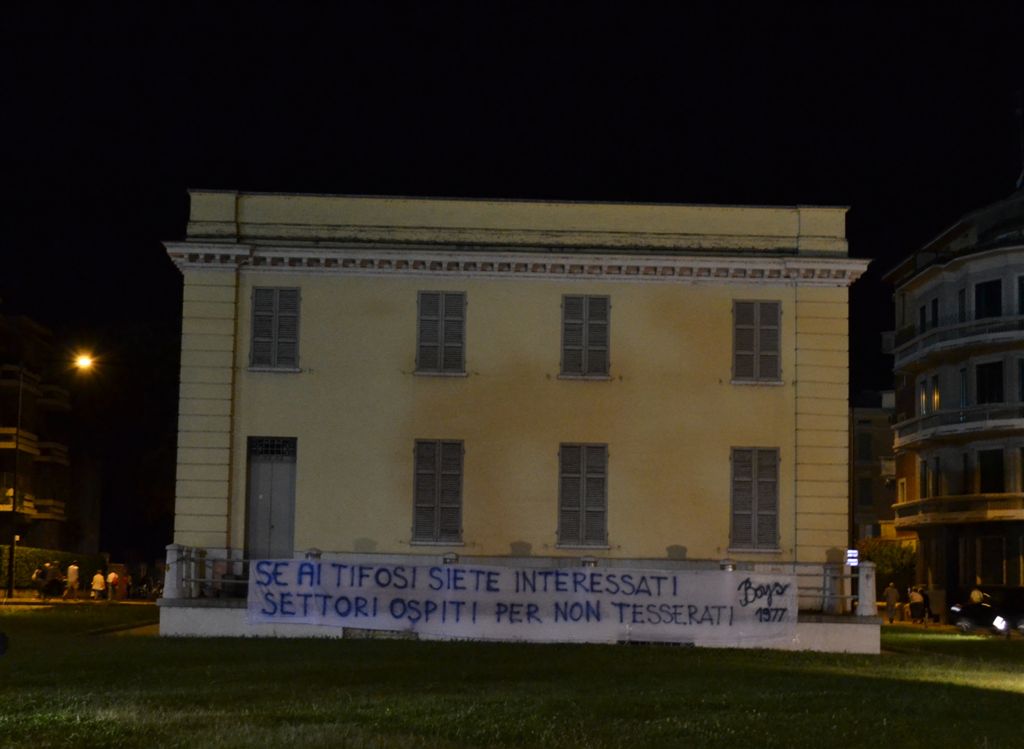 SE AI TIFOSI SIETE INTERESSATI
SETTORI OSPITI PER NON TESSERATI
Boys
1977